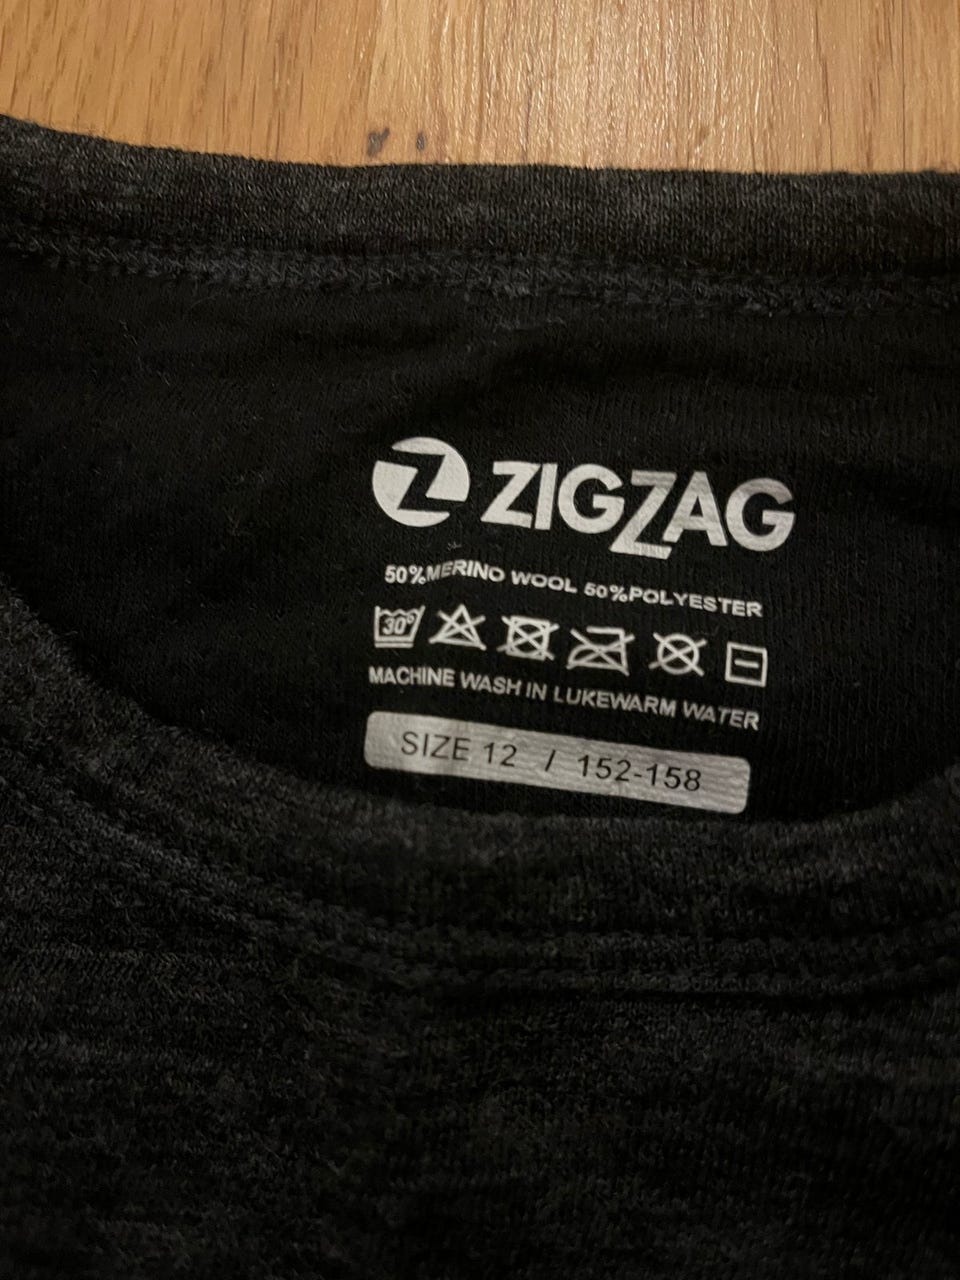 ZIGZAG
50%MERINO WOOL 50%POLYESTER
30°
MACHINE WASH IN LUKEWARM WATER
SIZE 12 / 152-158